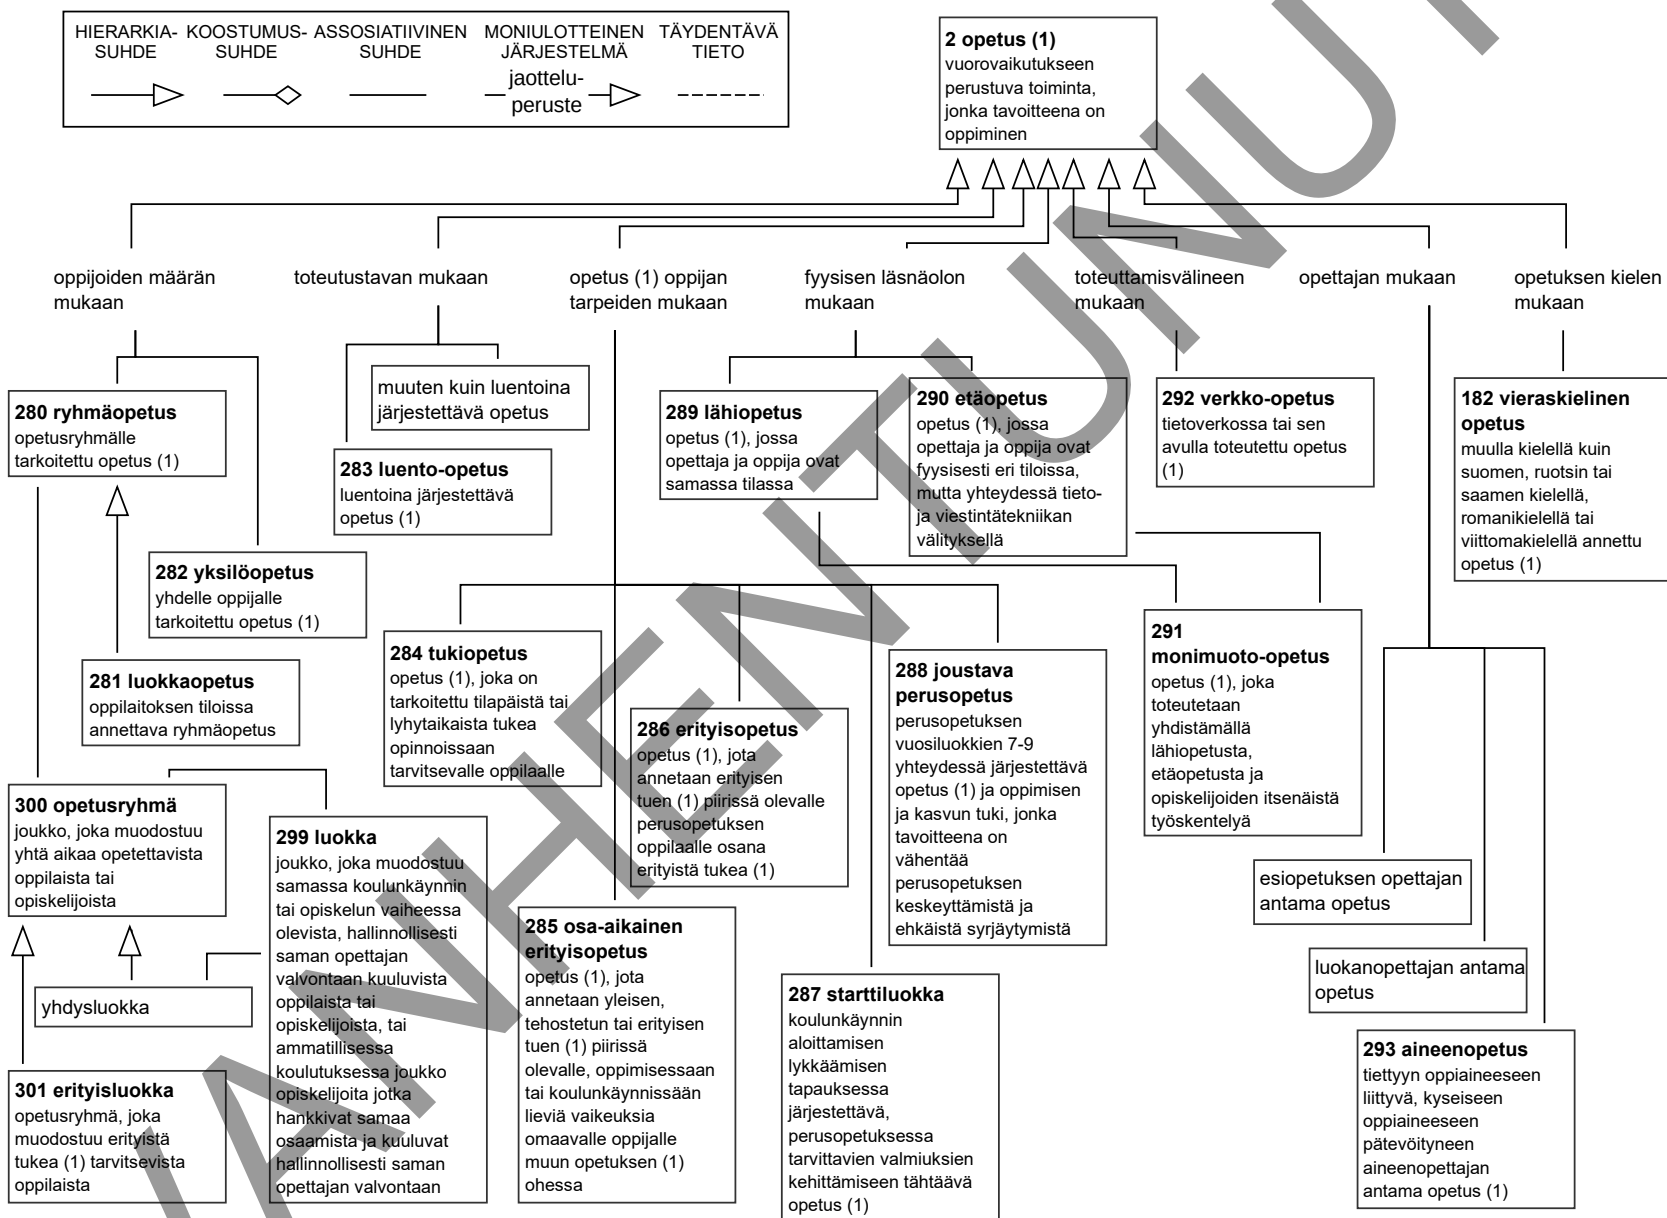 HIERARKIA-
SUHDE
KOOSTUMUS-
SUHDE
ASSOSIATIIVINEN
SUHDE
MONIULOTTEINEN
JÄRJESTELMÄ
jaottelu-
peruste
TÄYDENTÄVÄ
TIETO
2 opetus (1)
vuorovaikutukseen
perustuva toiminta,
jonka tavoitteena on
oppiminen
oppijoiden määrän
mukaan
toteutustavan mukaan
opetus (1) oppijan
tarpeiden mukaan
fyysisen läsnäolon
mukaan
toteuttamisvälineen
mukaan
opettajan mukaan
opetuksen kielen
mukaan
280 ryhmäopetus
opetusryhmälle
tarkoitettu opetus (1)
muuten kuin luentoina
järjestettävä opetus
283 luento-opetus
luentoina järjestettävä
opetus (1)
289 lähiopetus
opetus (1), jossa
opettaja ja oppija ovat
samassa tilassa
290 etäopetus
opetus (1), jossa
opettaja ja oppija ovat
fyysisesti eri tiloissa,
mutta yhteydessä tieto-
ja viestintätekniikan
välityksellä
292 verkko-opetus
tietoverkossa tai sen
avulla toteutettu opetus
(1)
182 vieraskielinen
opetus
muulla kielellä kuin
suomen, ruotsin tai
saamen kielellä,
romanikielellä tai
viittomakielellä annettu
opetus (1)
282 yksilöopetus
yhdelle oppijalle
tarkoitettu opetus (1)
281 luokkaopetus
oppilaitoksen tiloissa
annettava ryhmäopetus
284 tukiopetus
opetus (1), joka on
tarkoitettu tilapäistä tai
lyhytaikaista tukea
opinnoissaan
tarvitsevalle oppilaalle
286 erityisopetus
opetus (1), jota
annetaan erityisen
tuen (1) piirissä olevalle
perusopetuksen
oppilaalle osana
erityistä tukea (1)
288 joustava
perusopetus
perusopetuksen
vuosiluokkien 7-9
yhteydessä järjestettävä
opetus (1) ja oppimisen
ja kasvun tuki, jonka
tavoitteena on
vähentää
perusopetuksen
keskeyttämistä ja
ehkäistä syrjäytymistä
291
monimuoto-opetus
opetus (1), joka
toteutetaan
yhdistämällä
lähiopetusta,
etäopetusta ja
opiskelijoiden itsenäistä
työskentelyä
300 opetusryhmä
joukko, joka muodostuu
yhtä aikaa opetettavista
oppilaista tai
opiskelijoista
299 luokka
joukko, joka muodostuu
samassa koulunkäynnin
tai opiskelun vaiheessa
olevista, hallinnollisesti
saman opettajan
valvontaan kuuluvista
oppilaista tai
opiskelijoista, tai
ammatillisessa
koulutuksessa joukko
opiskelijoita jotka
hankkivat samaa
osaamista ja kuuluvat
hallinnollisesti saman
opettajan valvontaan
yhdysluokka
301 erityisluokka
opetusryhmä, joka
muodostuu erityistä
tukea (1) tarvitsevista
oppilaista
285 osa-aikainen
erityisopetus
opetus (1), jota
annetaan yleisen,
tehostetun tai erityisen
tuen (1) piirissä
olevalle, oppimisessaan
tai koulunkäynnissään
lieviä vaikeuksia
omaavalle oppijalle
muun opetuksen (1)
ohessa
287 starttiluokka
koulunkäynnin
aloittamisen
lykkäämisen
tapauksessa
järjestettävä,
perusopetuksessa
tarvittavien valmiuksien
kehittämiseen tähtäävä
opetus (1)
esiopetuksen opettajan
antama opetus
luokanopettajan antama
opetus
293 aineenopetus
tiettyyn oppiaineeseen
liittyvä, kyseiseen
oppiaineeseen
pätevöityneen
aineenopettajan
antama opetus (1)
VANHENTUNUT